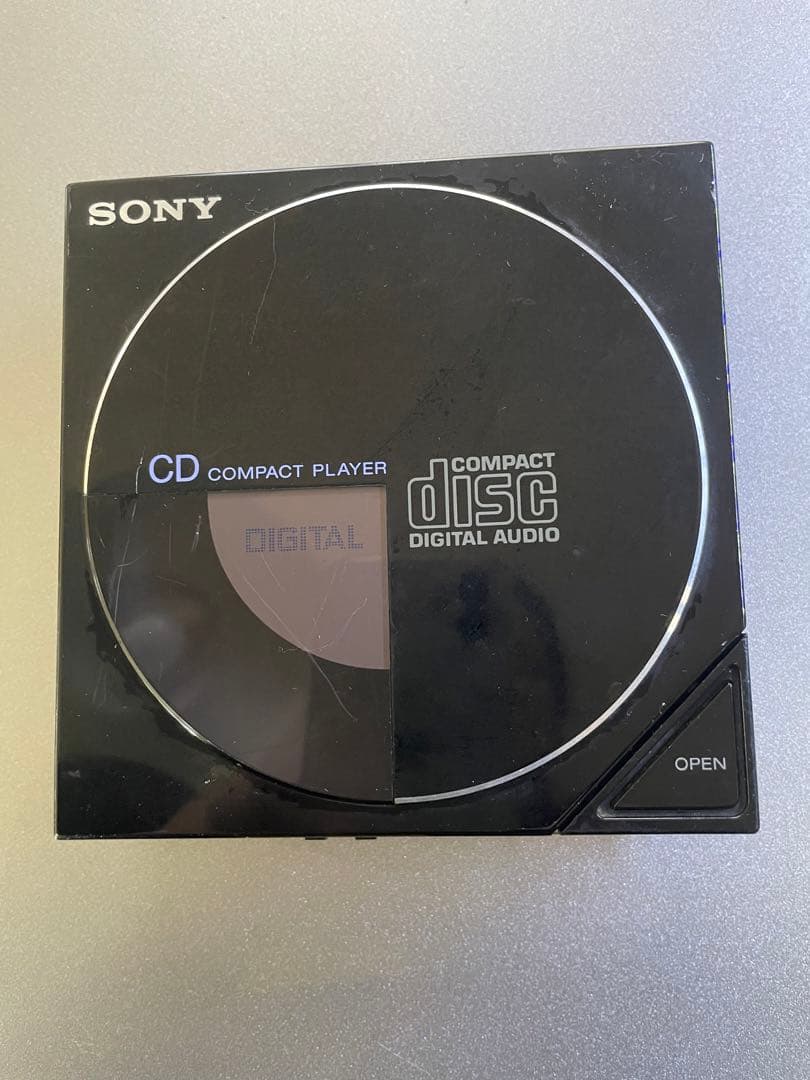 SONY
CD COMPACT PLAYER
DIGITAL
COMPACT
disc
DIGITAL AUDIO
OPEN